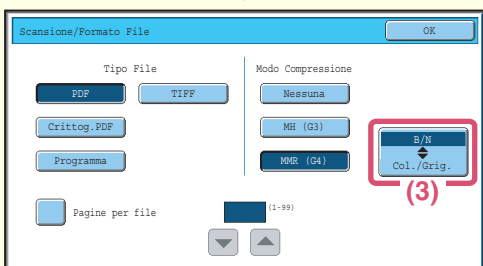 Scansione/Formato File
OK
Tipo File
Modo Compressione
PDF
TIFF
Nessuna
Crittog.PDF
MH (G3)
B/N
Col./Grig.
Programma
MMR (G4)
(3)
Pagine per file
(1-99)